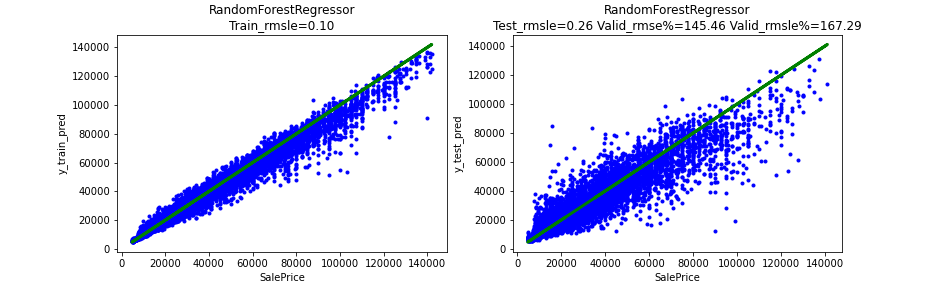 RandomForestRegressor
Train_rmsle=0.10
y_train_pred
140000
120000
100000
80000
60000
40000
20000
0
0 20000 40000 60000 80000 100000 120000 140000
SalePrice
RandomForestRegressor
Test_rmsle=0.26 Valid_rmse%=145.46 Valid_rmsle%=167.29
y_test_pred
140000
120000
100000
80000
60000
40000
20000
0
0 20000 40000 60000 80000 100000 120000 140000
SalePrice